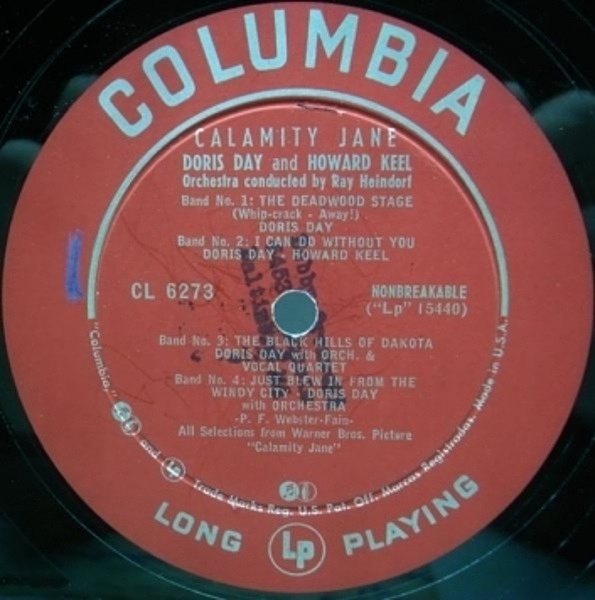 COLUMBIA
CALAMITY JANE
DORIS DAY and HOWARD KEEL
Orchestra conducted by Ray Heindorf
Band No. 1: THE DEADWOOD STAGE
(Whip-crack - Away!)
DORIS DAY
Band No. 2: I CAN DO WITHOUT YOU
DORIS DAY - HOWARD KEEL
CL 6273
NONBREAKABLE
("Lp" 15440)
Band No. 3: THE BLACK HILLS OF DAKOTA
DORIS DAY with ORCH. &
VOCAL QUARTET
Band No. 4: JUST BLEW IN FROM THE
WINDY CITY - DORIS DAY
with ORCHESTRA
-P. F. Webster-Fain-
All Selections from Warner Bros. Picture
"Calamity Jane"
"Columbia," and Lp Trade Marks Reg. U.S. Pat. Off. Marcas Registradas. Made in U.S.A.
LONG Lp PLAYING